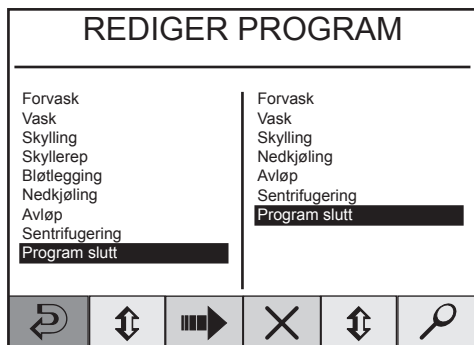 REDIGER PROGRAM
Forvask
Vask
Skylling
Skyllerep
Bløtlegging
Nedkjøling
Avløp
Sentrifugering
Program slutt
Forvask
Vask
Skylling
Nedkjøling
Avløp
Sentrifugering
Program slutt